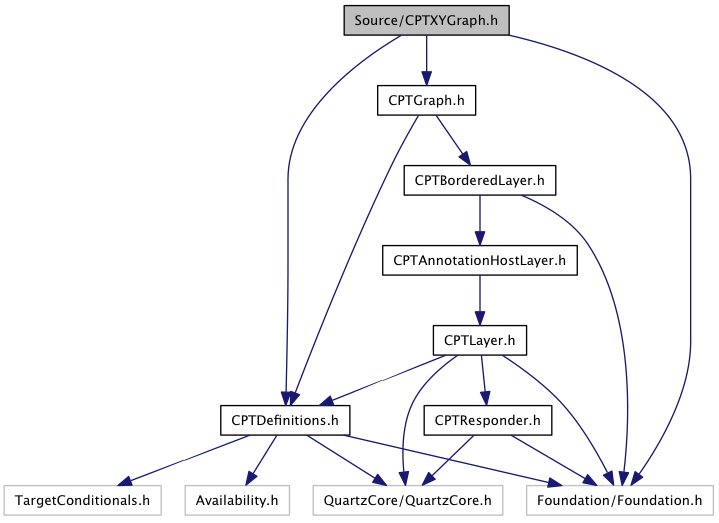 Source/CPTXYGraph.h
CPTGraph.h
CPTBorderedLayer.h
CPTAnnotationHostLayer.h
CPTLayer.h
CPTDefinitions.h
CPTResponder.h
TargetConditionals.h
Availability.h
QuartzCore/QuartzCore.h
Foundation/Foundation.h